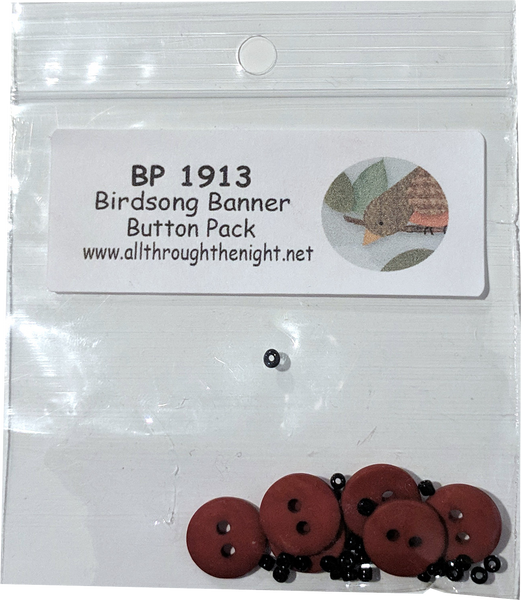 BP 1913
Birdsong Banner
Button Pack
www.allthroughthenight.net